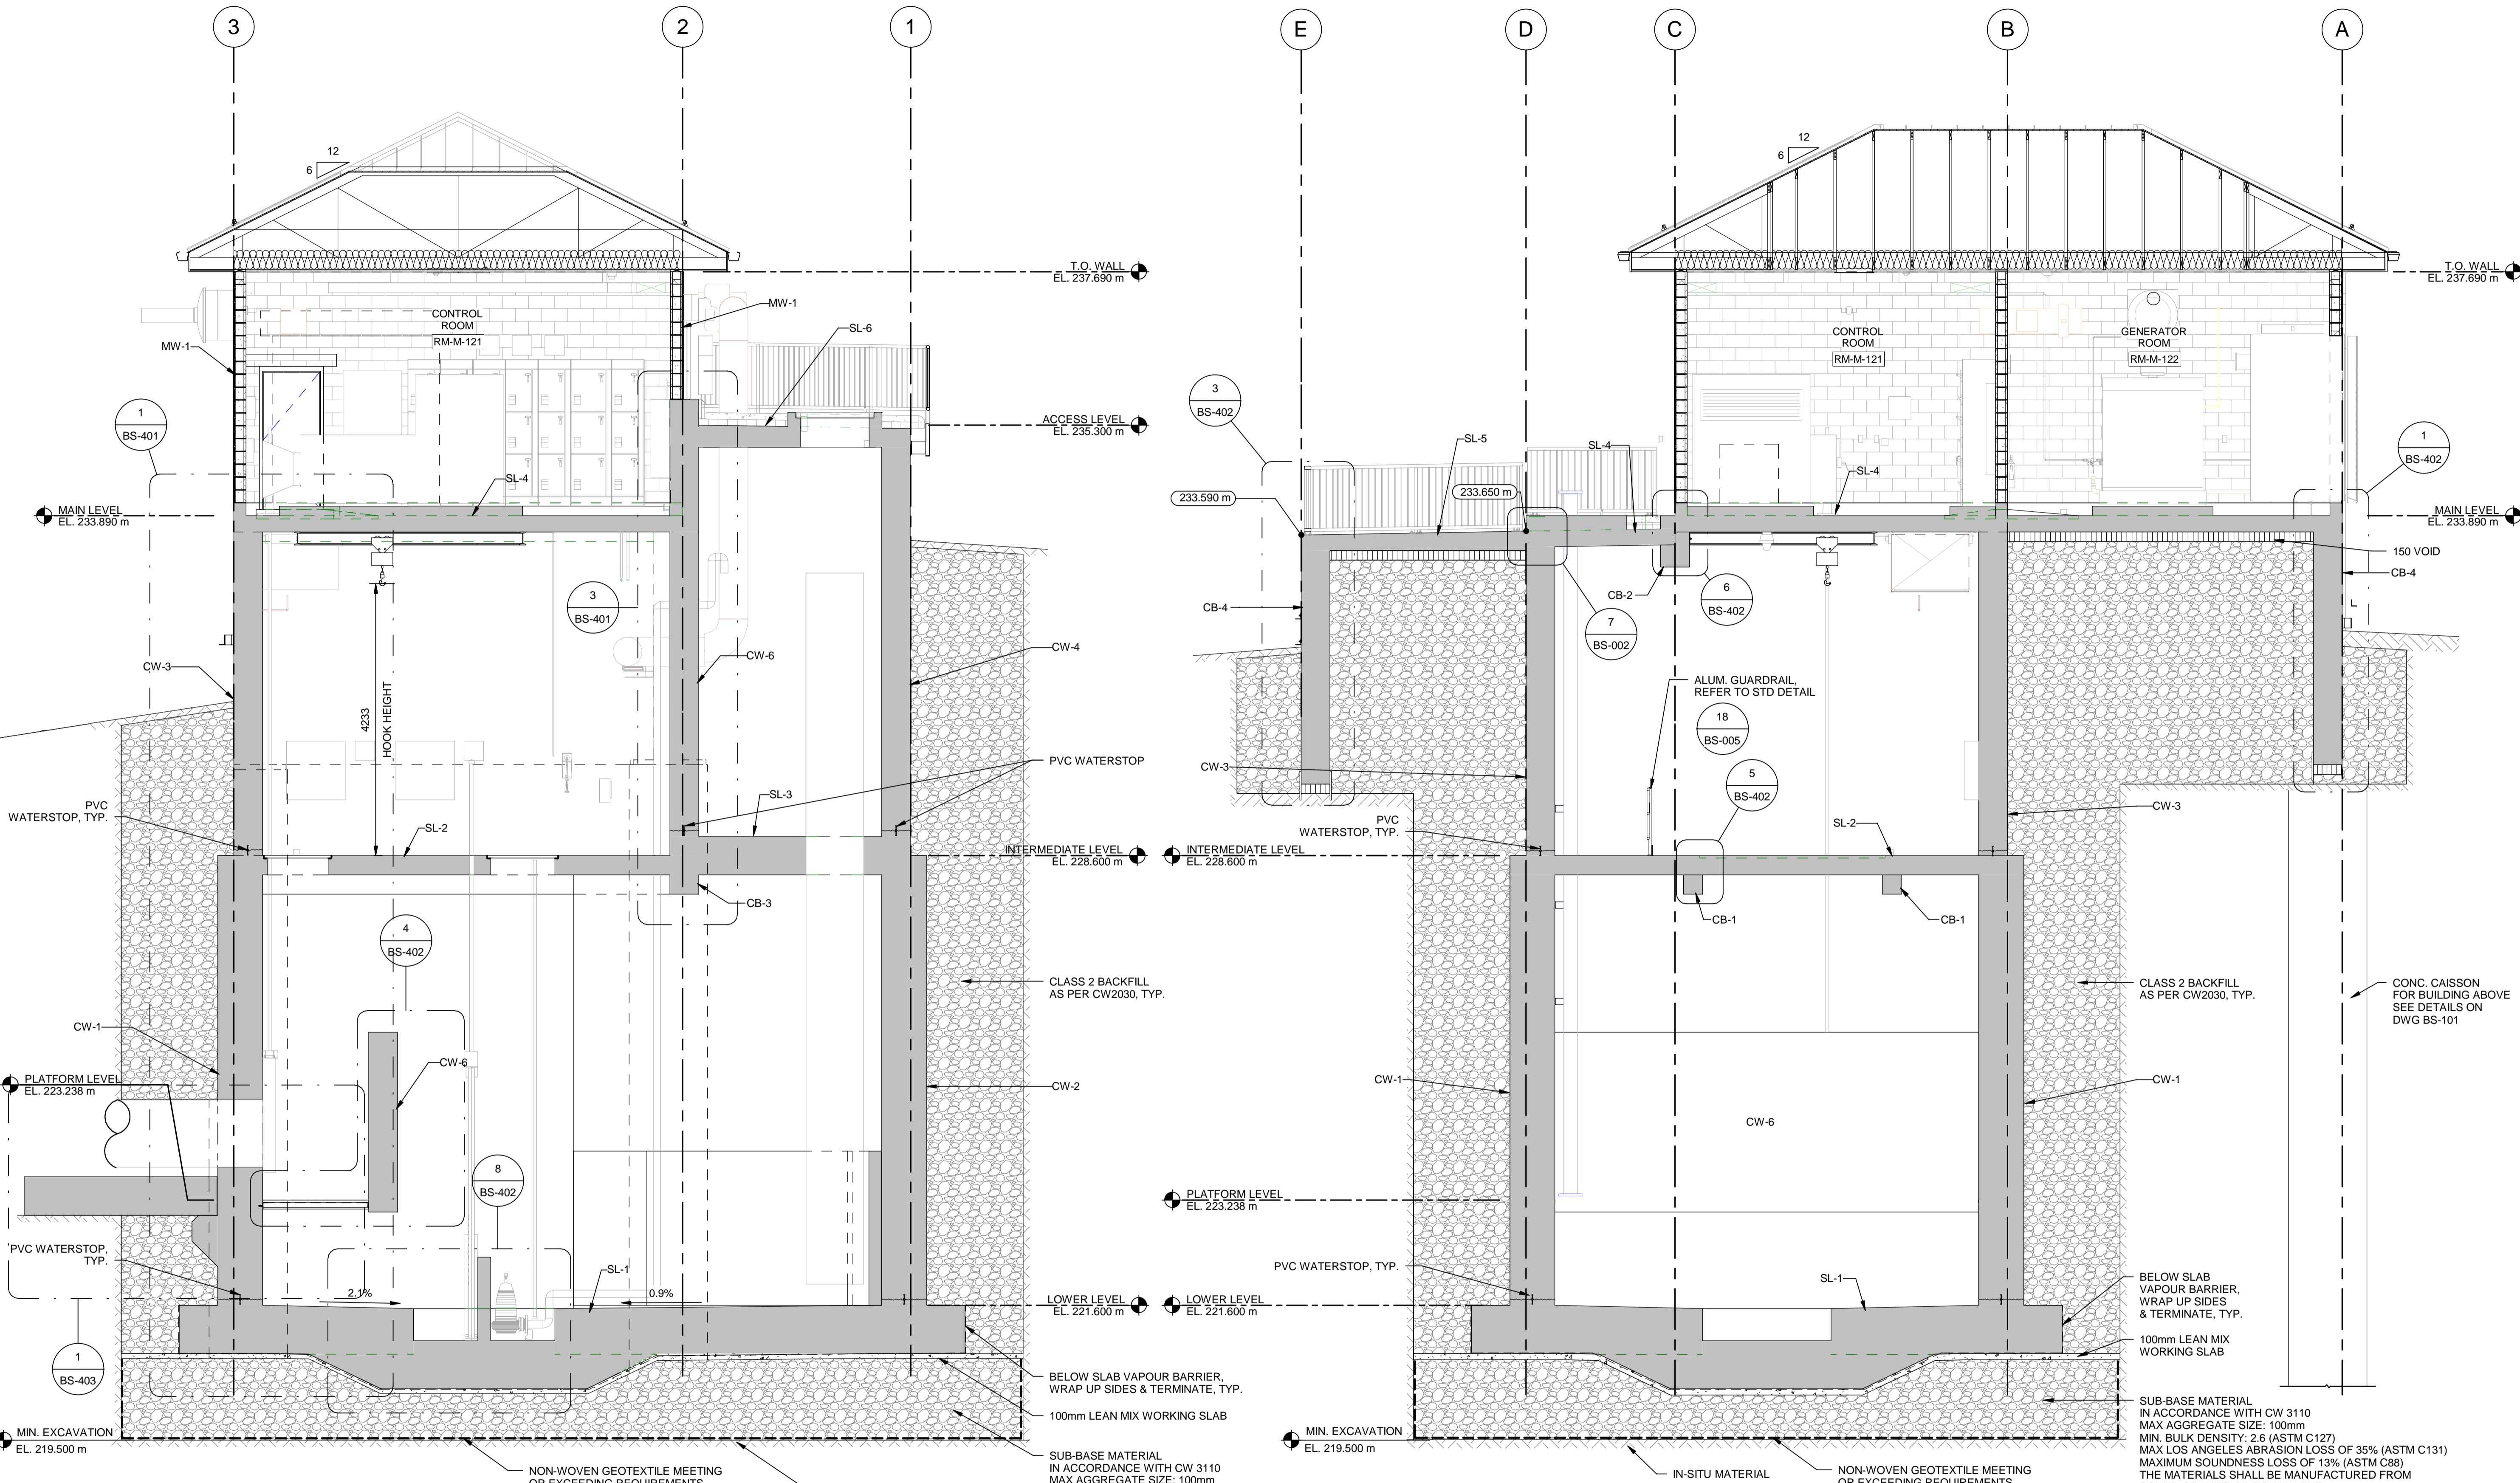 3
2
1
12
6
T.O. WALL
EL. 237.690 m
MW-1
CONTROL
ROOM
RM-M-121
MW-1
SL-6
1
BS-401
ACCESS LEVEL
EL. 235.300 m
SL-4
MAIN LEVEL
EL. 233.890 m
3
BS-401
CW-3
CW-6
CW-4
4233
HOOK HEIGHT
PVC WATERSTOP
PVC
WATERSTOP, TYP.
SL-3
SL-2
INTERMEDIATE LEVEL
EL. 228.600 m
CB-3
4
BS-402
CLASS 2 BACKFILL
AS PER CW2030, TYP.
CW-1
CW-6
PLATFORM LEVEL
EL. 223.238 m
CW-2
8
BS-402
PVC WATERSTOP,
TYP.
SL-1
2.1%
0.9%
LOWER LEVEL
EL. 221.600 m
1
BS-403
BELOW SLAB VAPOUR BARRIER,
WRAP UP SIDES & TERMINATE, TYP.
100mm LEAN MIX WORKING SLAB
MIN. EXCAVATION
EL. 219.500 m
SUB-BASE MATERIAL
IN ACCORDANCE WITH CW 3110
MAX AGGREGATE SIZE: 100mm
NON-WOVEN GEOTEXTILE MEETING
OR EXCEEDING REQUIREMENTS
E
D
C
B
A
12
6
T.O. WALL
EL. 237.690 m
CONTROL
ROOM
RM-M-121
GENERATOR
ROOM
RM-M-122
3
BS-402
1
BS-402
SL-5
SL-4
SL-4
233.590 m
233.650 m
MAIN LEVEL
EL. 233.890 m
150 VOID
CB-4
CB-4
CB-2
6
BS-402
7
BS-002
ALUM. GUARDRAIL,
REFER TO STD DETAIL
18
BS-005
5
BS-402
CW-3
CW-3
PVC
WATERSTOP, TYP.
SL-2
INTERMEDIATE LEVEL
EL. 228.600 m
CB-1
CB-1
CLASS 2 BACKFILL
AS PER CW2030, TYP.
CONC. CAISSON
FOR BUILDING ABOVE
SEE DETAILS ON
DWG BS-101
CW-1
CW-1
CW-6
PLATFORM LEVEL
EL. 223.238 m
PVC WATERSTOP, TYP.
SL-1
LOWER LEVEL
EL. 221.600 m
BELOW SLAB
VAPOUR BARRIER,
WRAP UP SIDES
& TERMINATE, TYP.
100mm LEAN MIX
WORKING SLAB
MIN. EXCAVATION
EL. 219.500 m
SUB-BASE MATERIAL
IN ACCORDANCE WITH CW 3110
MAX AGGREGATE SIZE: 100mm
MIN. BULK DENSITY: 2.6 (ASTM C127)
MAX LOS ANGELES ABRASION LOSS OF 35% (ASTM C131)
MAXIMUM SOUNDNESS LOSS OF 13% (ASTM C88)
THE MATERIALS SHALL BE MANUFACTURED FROM
IN-SITU MATERIAL
NON-WOVEN GEOTEXTILE MEETING
OR EXCEEDING REQUIREMENTS